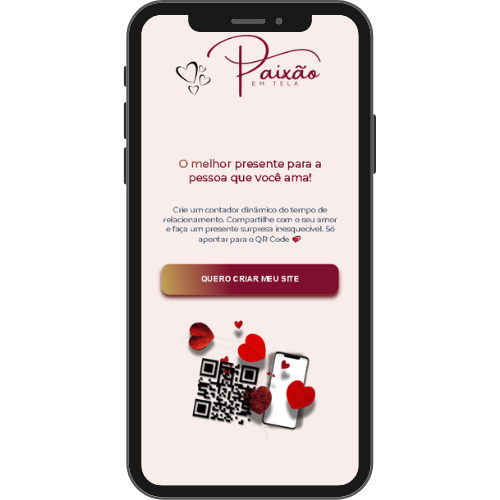 Paixão
EM TELA
O melhor presente para a
pessoa que você ama!
Crie um contador dinâmico do tempo de
relacionamento. Compartilhe com o seu amor
e faça um presente surpresa inesquecível. Só
apontar para o QR Code
QUERO CRIAR MEU SITE